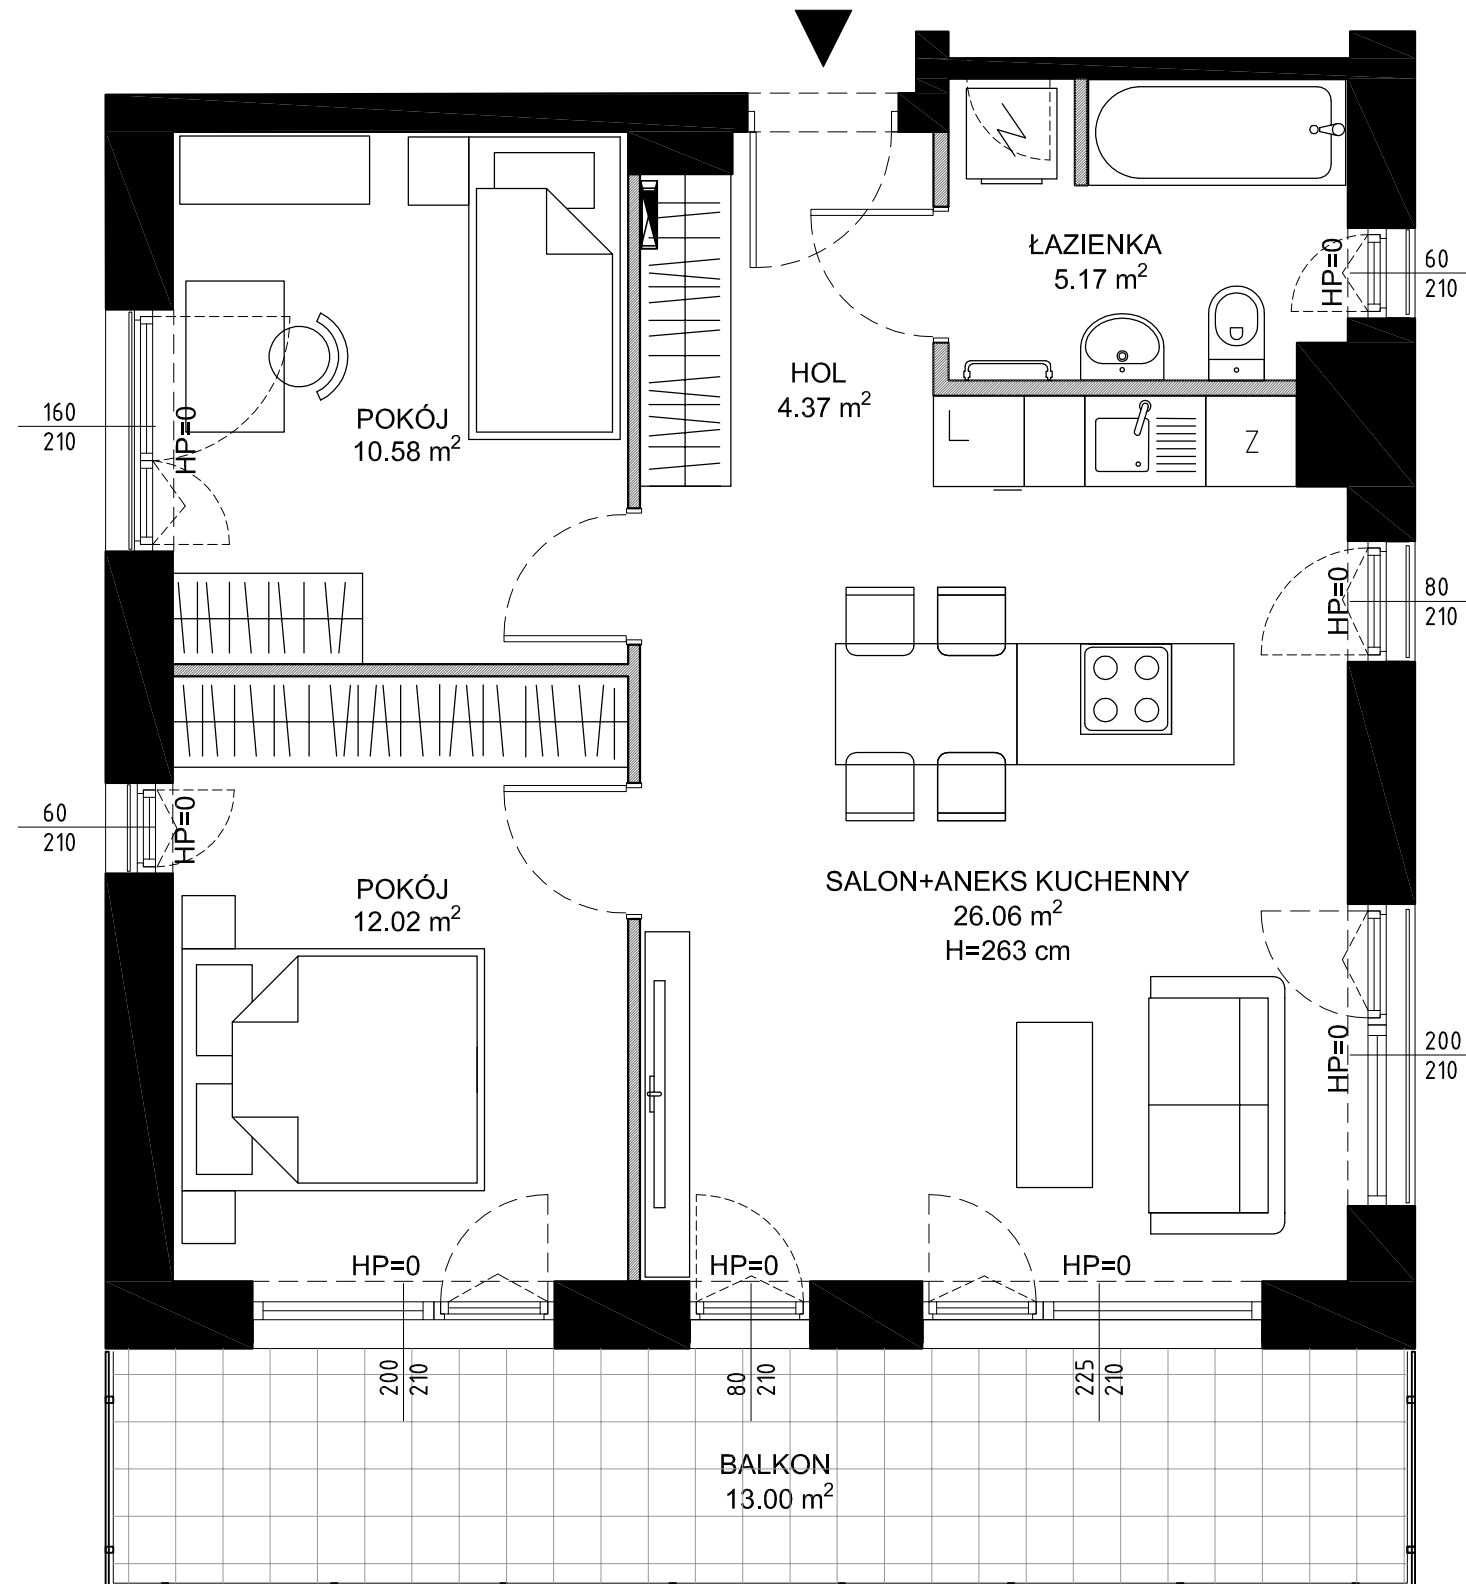 ŁAZIENKA
5.17 m²
HP=0
60
210
HOL
4.37 m²
POKÓJ
10.58 m²
160
210
HP=0
L
Z
HP=0
80
210
60
210
HP=0
POKÓJ
12.02 m²
SALON+ANEKS KUCHENNY
26.06 m²
H=263 cm
HP=0
200
210
HP=0
HP=0
HP=0
200
210
80
210
225
210
BALKON
13.00 m²